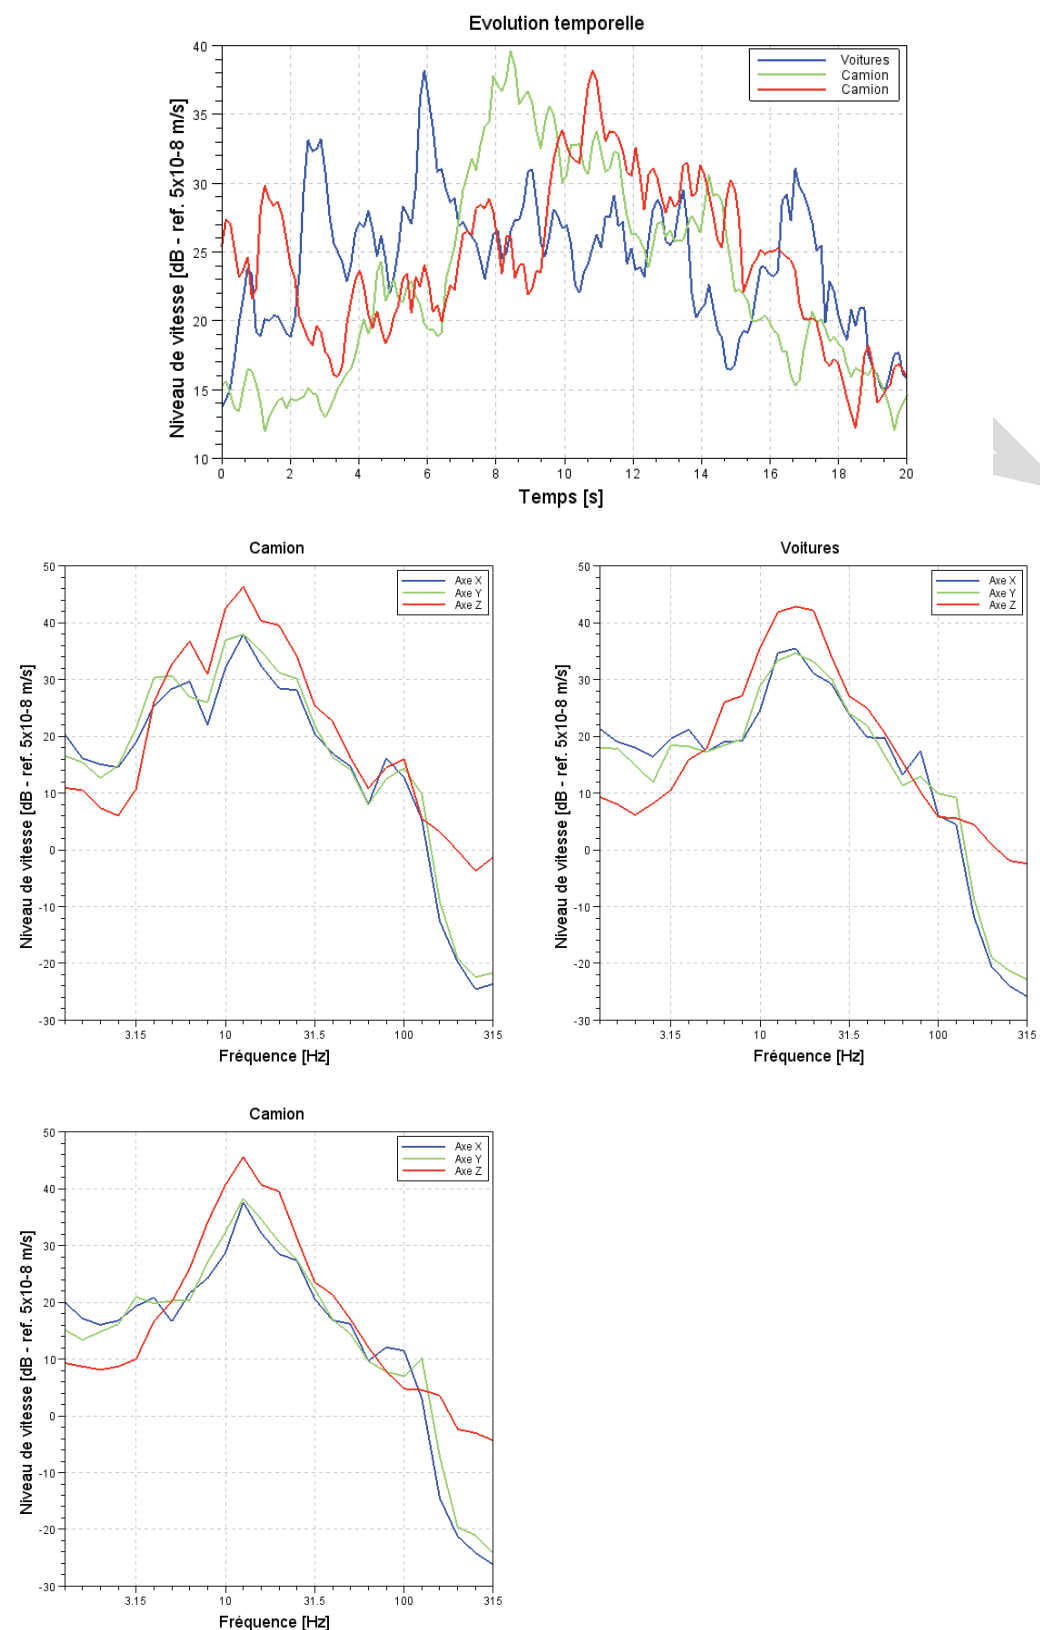 Evolution temporelle
Niveau de vitesse [dB - ref. 5x10-8 m/s]
40
35
30
25
20
15
10
Voitures
Camion
Camion
0 2 4 6 8 10 12 14 16 18 20
Temps [s]
Camion
Niveau de vitesse [dB - ref. 5x10-8 m/s]
50
40
30
20
10
0
-10
-20
-30
Axe X
Axe Y
Axe Z
3.15 10 31.5 100 315
Fréquence [Hz]
Voitures
Niveau de vitesse [dB - ref. 5x10-8 m/s]
50
40
30
20
10
0
-10
-20
-30
Axe X
Axe Y
Axe Z
3.15 10 31.5 100 315
Fréquence [Hz]
Camion
Niveau de vitesse [dB - ref. 5x10-8 m/s]
50
40
30
20
10
0
-10
-20
-30
Axe X
Axe Y
Axe Z
3.15 10 31.5 100 315
Fréquence [Hz]